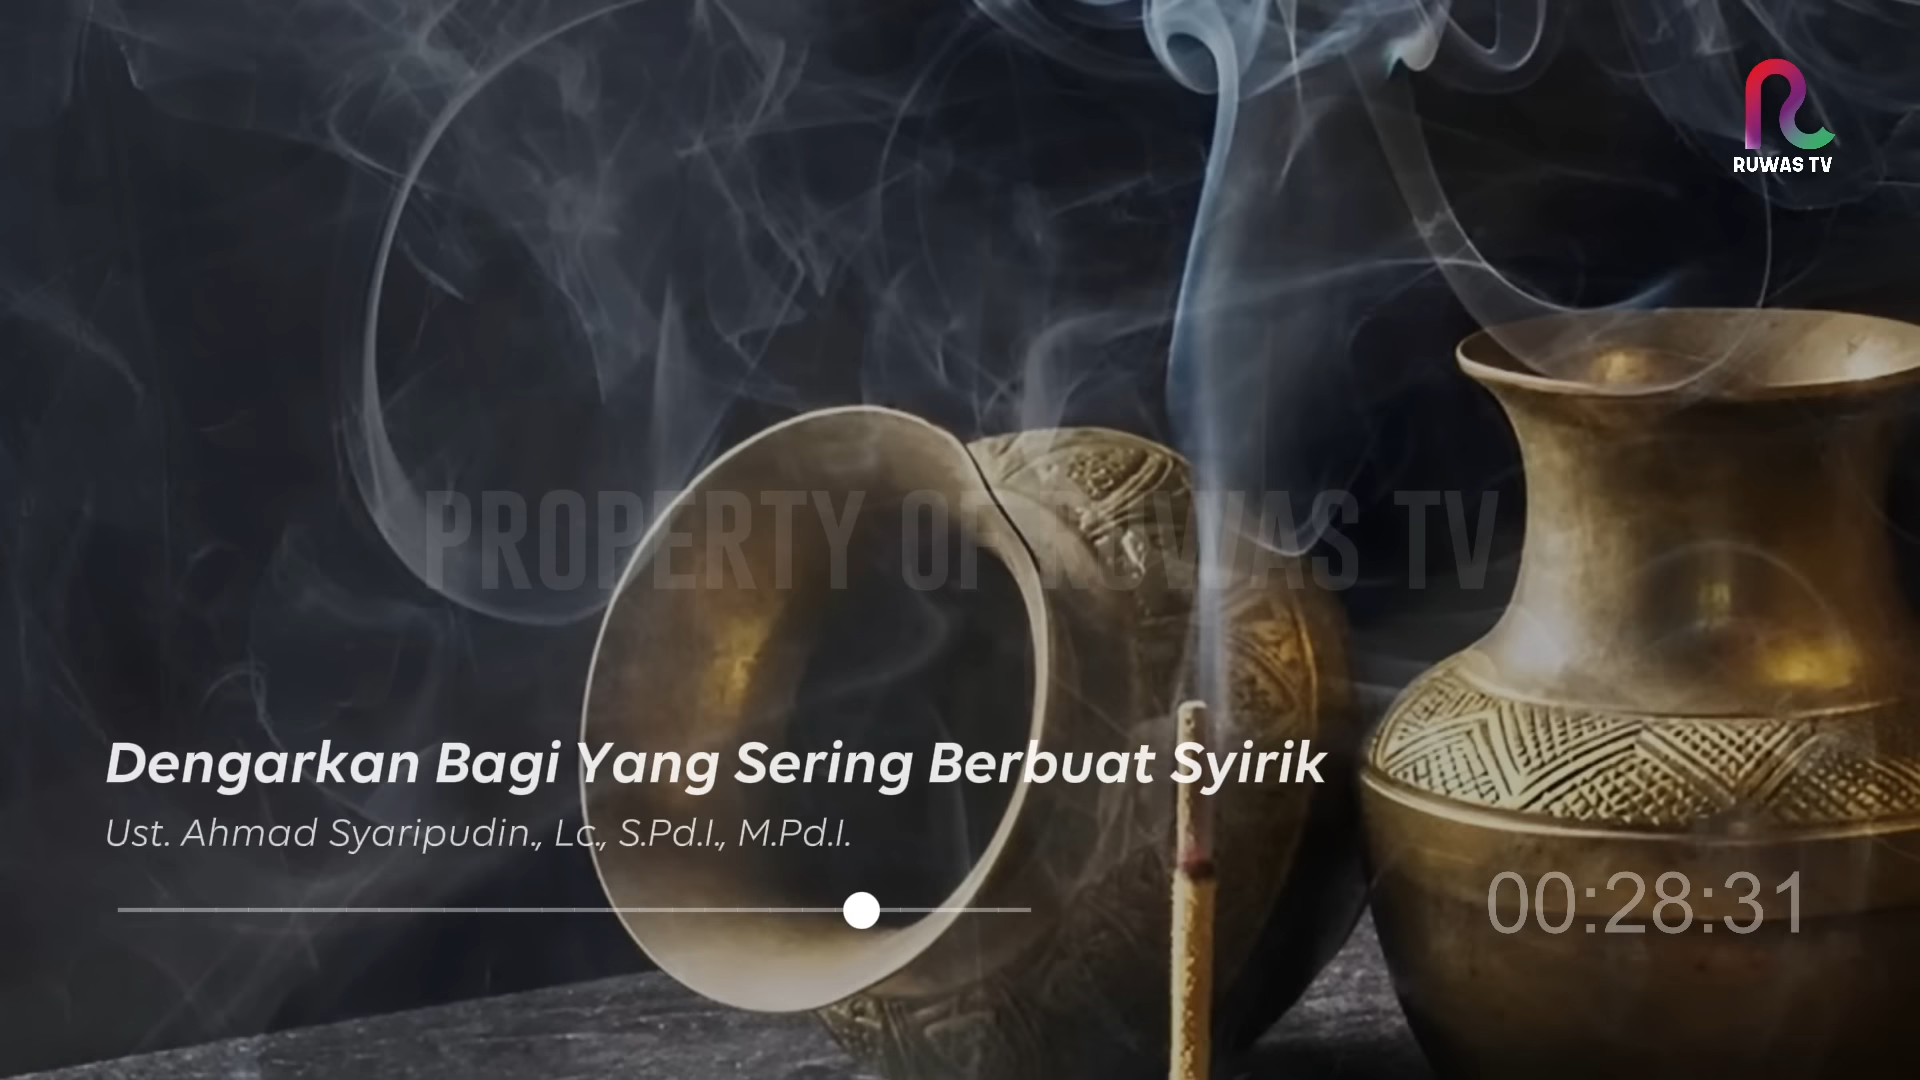 RUWAS TV
PROPERTY OF RUWAS TV
Dengarkan Bagi Yang Sering Berbuat Syirik
Ust. Ahmad Syaripudin., Lc., S.Pd.I., M.Pd.I.
00:28:31